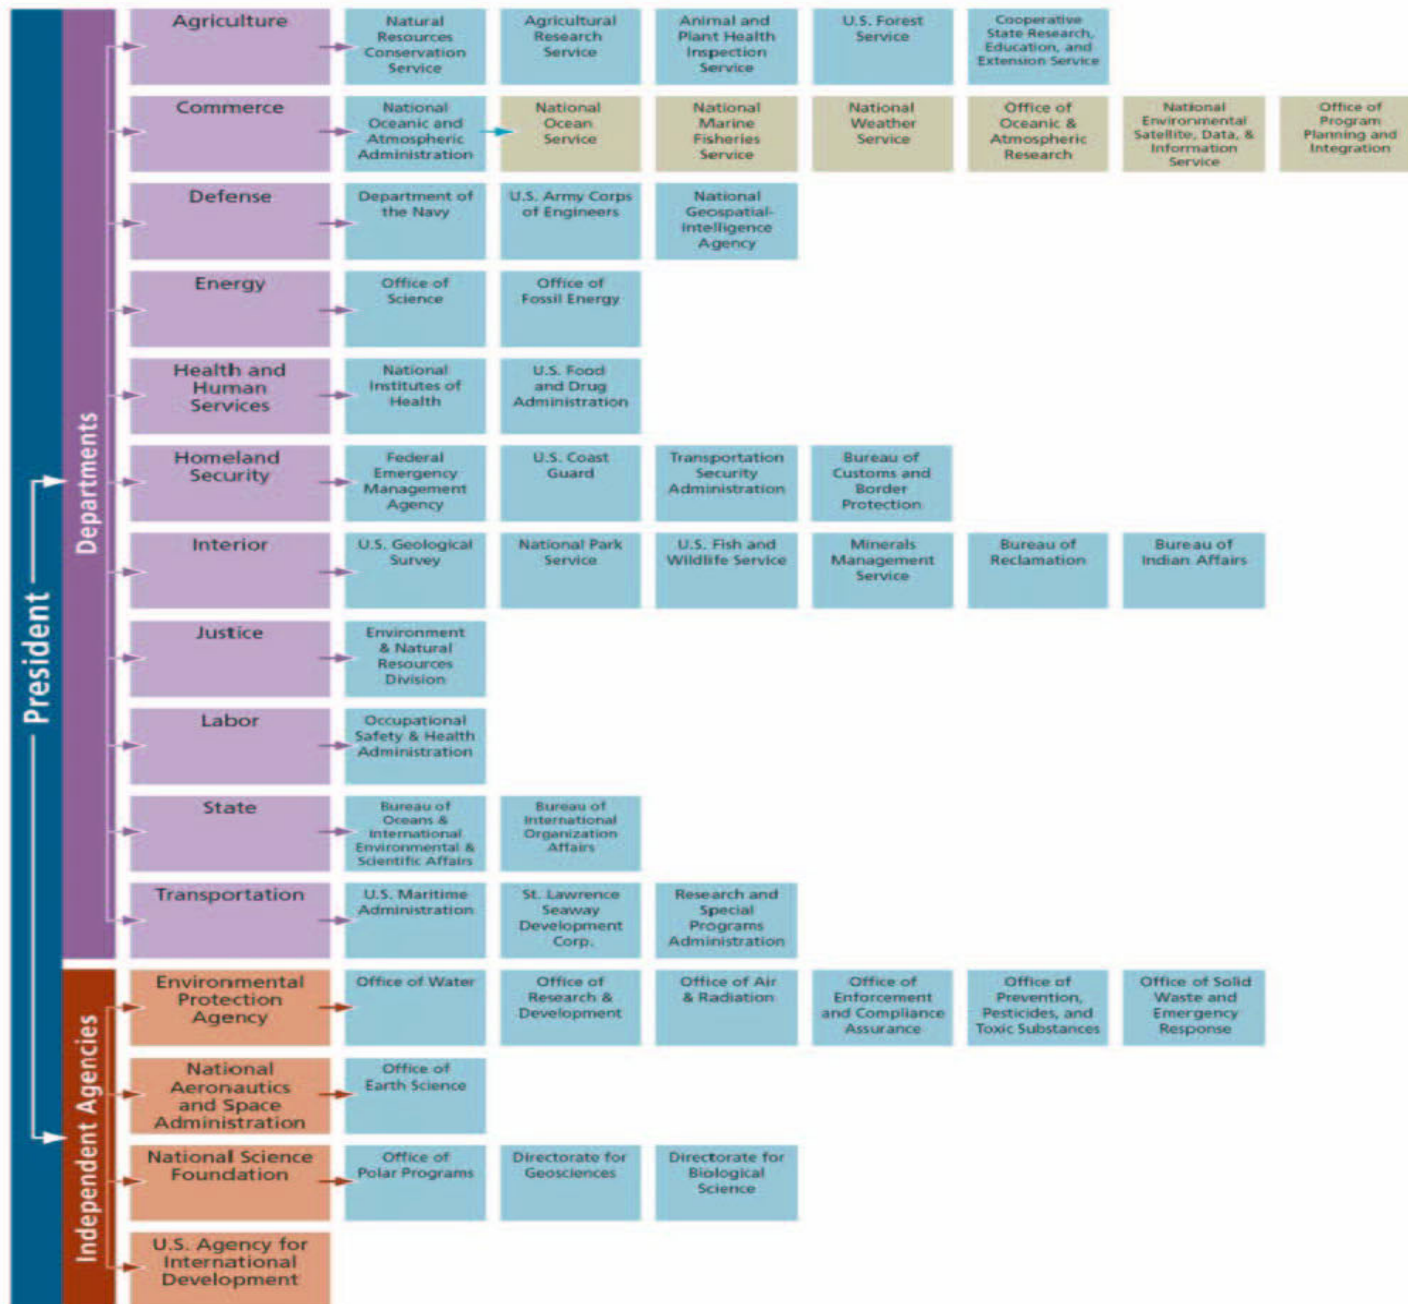 President
Departments
Agriculture
Natural
Resources
Conservation
Service
Agricultural
Research
Service
Animal and
Plant Health
Inspection
Service
U.S. Forest
Service
Cooperative
State Research,
Education, and
Extension Service
Commerce
National
Oceanic and
Atmospheric
Administration
National
Ocean
Service
National
Marine
Fisheries
Service
National
Weather
Service
Office of
Oceanic &
Atmospheric
Research
National
Environmental
Satellite, Data, &
Information
Service
Office of
Program
Planning and
Integration
Defense
Department of
the Navy
U.S. Army Corps
of Engineers
National
Geospatial-
Intelligence
Agency
Energy
Office of
Science
Office of
Fossil Energy
Health and
Human
Services
National
Institutes of
Health
U.S. Food
and Drug
Administration
Homeland
Security
Federal
Emergency
Management
Agency
U.S. Coast
Guard
Transportation
Security
Administration
Bureau of
Customs and
Border
Protection
Interior
U.S. Geological
Survey
National Park
Service
U.S. Fish and
Wildlife Service
Minerals
Management
Service
Bureau of
Reclamation
Bureau of
Indian Affairs
Justice
Environment
& Natural
Resources
Division
Labor
Occupational
Safety & Health
Administration
State
Bureau of
Oceans &
International
Environmental &
Scientific Affairs
Bureau of
International
Organization
Affairs
Transportation
U.S. Maritime
Administration
St. Lawrence
Seaway
Development
Corp.
Research and
Special
Programs
Administration
Independent Agencies
Environmental
Protection
Agency
Office of Water
Office of
Research &
Development
Office of Air
& Radiation
Office of
Enforcement
and Compliance
Assurance
Office of
Prevention,
Pesticides, and
Toxic Substances
Office of Solid
Waste and
Emergency
Response
National
Aeronautics
and Space
Administration
Office of
Earth Science
National Science
Foundation
Office of
Polar Programs
Directorate for
Geosciences
Directorate for
Biological
Science
U.S. Agency for
International
Development